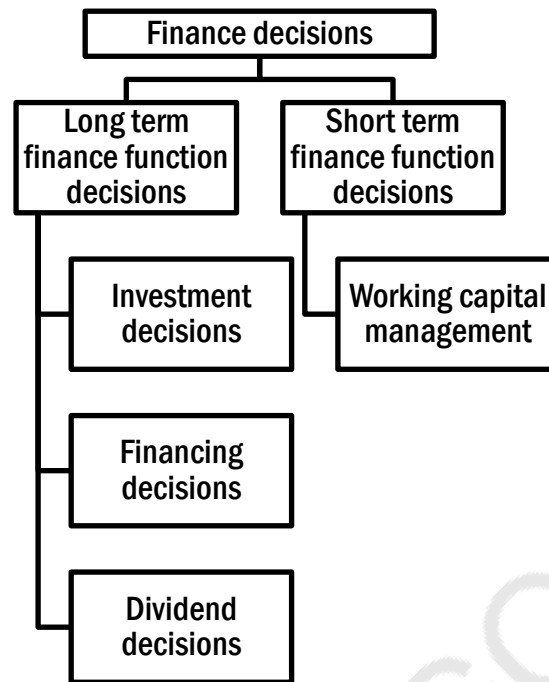 Finance decisions
Long term
finance function
decisions
Short term
finance function
decisions
Investment
decisions
Working capital
management
Financing
decisions
Dividend
decisions